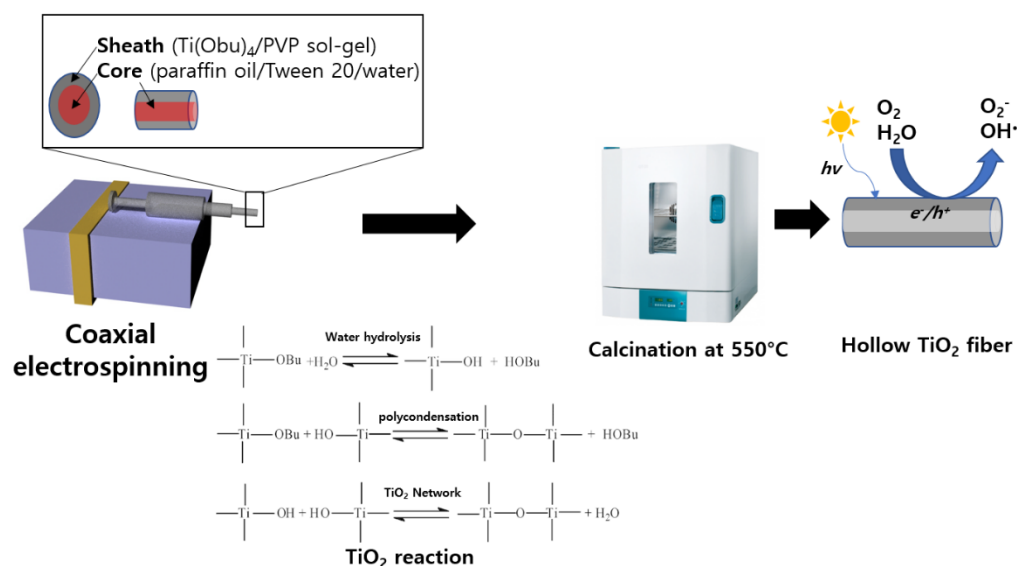 Sheath (Ti(Obu)₄/PVP sol-gel)
Core (paraffin oil/Tween 20/water)
Coaxial
electrospinning
Water hydrolysis
Ti—OBu +H₂O ⇌ Ti—OH + HOBu
polycondensation
Ti—OBu + HO—Ti ⇌ Ti—O—Ti + HOBu
TiO₂ Network
Ti—OH + HO—Ti ⇌ Ti—O—Ti + H₂O
TiO₂ reaction
Calcination at 550°C
hv
O₂
H₂O
O₂⁻
OH•
e⁻/h⁺
Hollow TiO₂ fiber